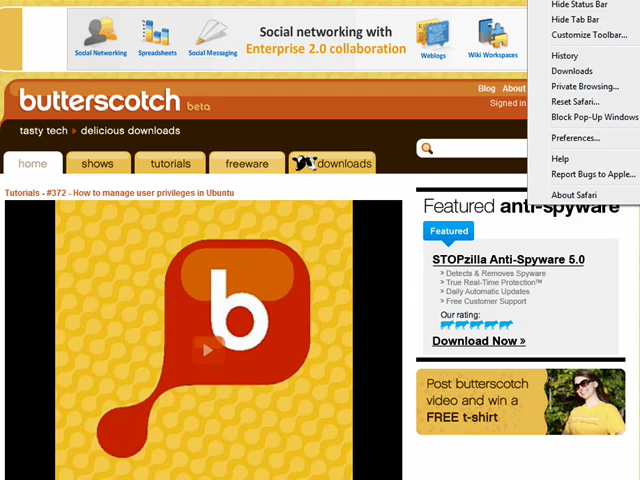 Social Networking
Spreadsheets
Social Messaging
Social networking with
Enterprise 2.0 collaboration
Weblogs
Wiki Workspaces
Hide Status Bar
Hide Tab Bar
Customize Toolbar...
History
Downloads
Private Browsing...
Reset Safari...
Block Pop-Up Windows
Preferences...
Help
Report Bugs to Apple...
About Safari
butterscotch beta
Blog About
Signed in
tasty tech ▸ delicious downloads
home
shows
tutorials
freeware
downloads
Tutorials - #372 - How to manage user privileges in Ubuntu
b
Featured anti-spyware
Featured
STOPzilla Anti-Spyware 5.0
» Detects & Removes Spyware
» True Real-Time Protection™
» Daily Automatic Updates
» Free Customer Support
Our rating:
Download Now »
Post butterscotch
video and win a
FREE t-shirt